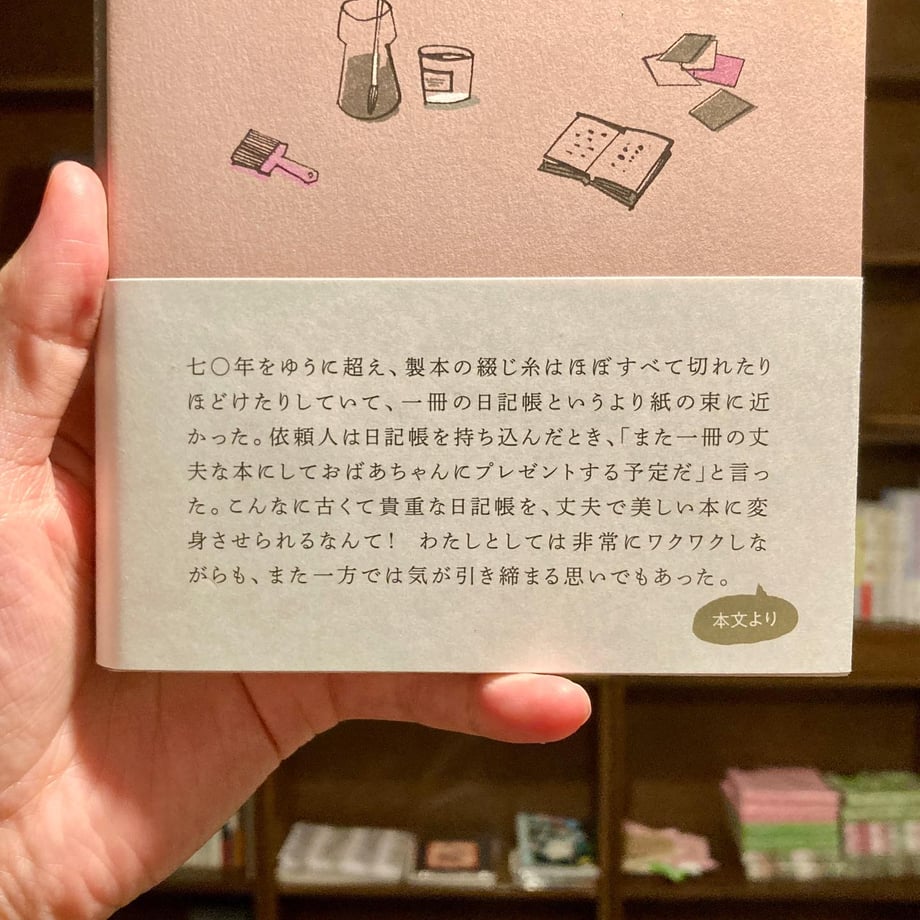 七〇年をゆうに超え、製本の綴じ糸はほぼすべて切れたり
ほどけたりしていて、一冊の日記帳というより紙の束に近
かった。依頼人は日記帳を持ち込んだとき、「また一冊の丈
夫な本にしておばあちゃんにプレゼントする予定だ」と言っ
た。こんなに古くて貴重な日記帳を、丈夫で美しい本に変
身させられるなんて！　わたしとしては非常にワクワクしな
がらも、また一方では気が引き締まる思いでもあった。
本文より